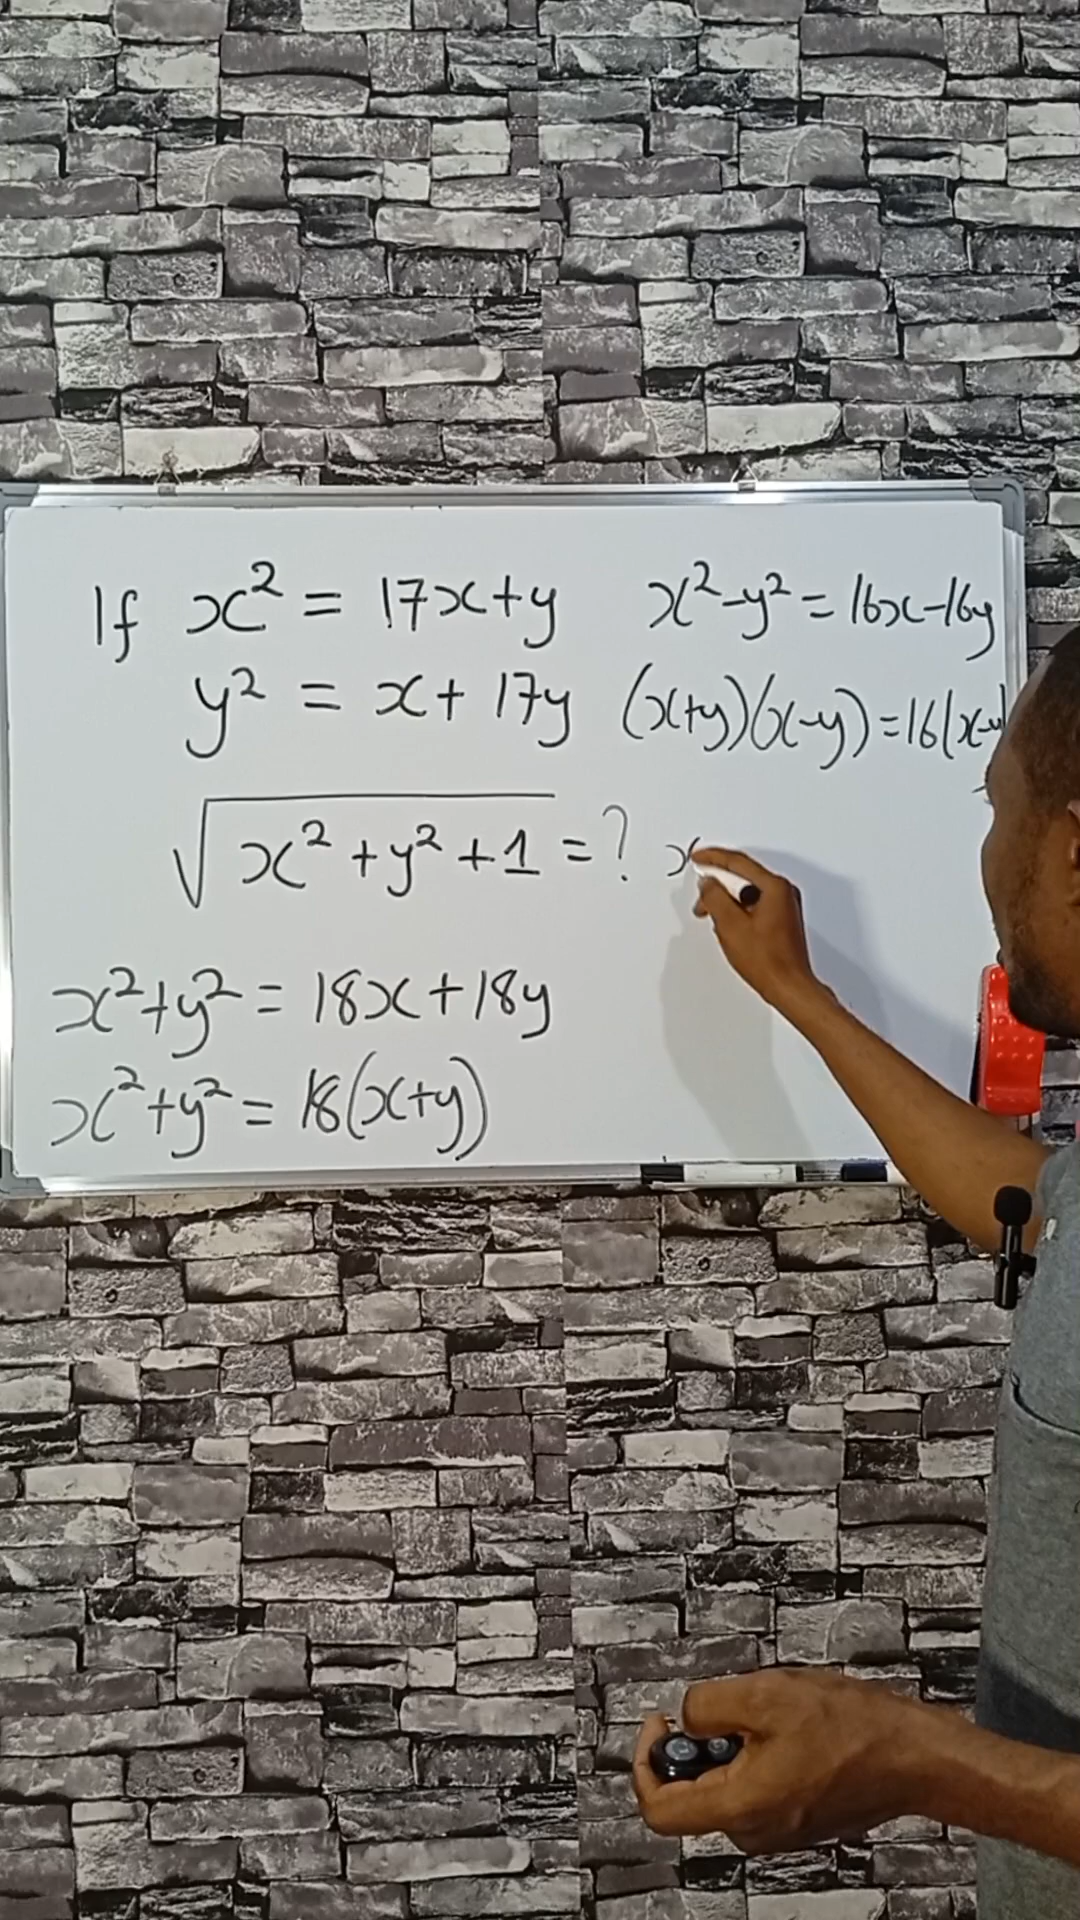 If x² = 17x+y
y² = x+17y
√(x²+y²+1) = ?
x²+y² = 18x+18y
x²+y² = 18(x+y)
x²-y² = 16x-16y
(x+y)(x-y) = 16(x-y
x